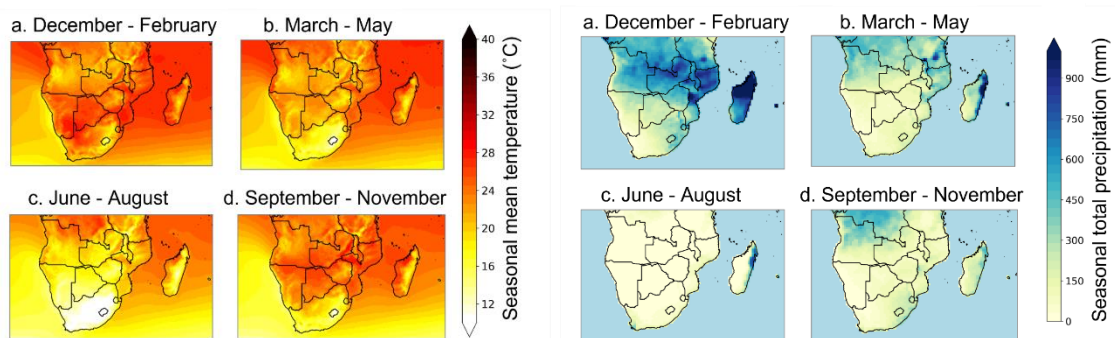 a. December - February
b. March - May
c. June - August
d. September - November
40
36
32
28
24
20
16
12
Seasonal mean temperature (°C)
a. December - February
b. March - May
c. June - August
d. September - November
900
750
600
450
300
150
0
Seasonal total precipitation (mm)